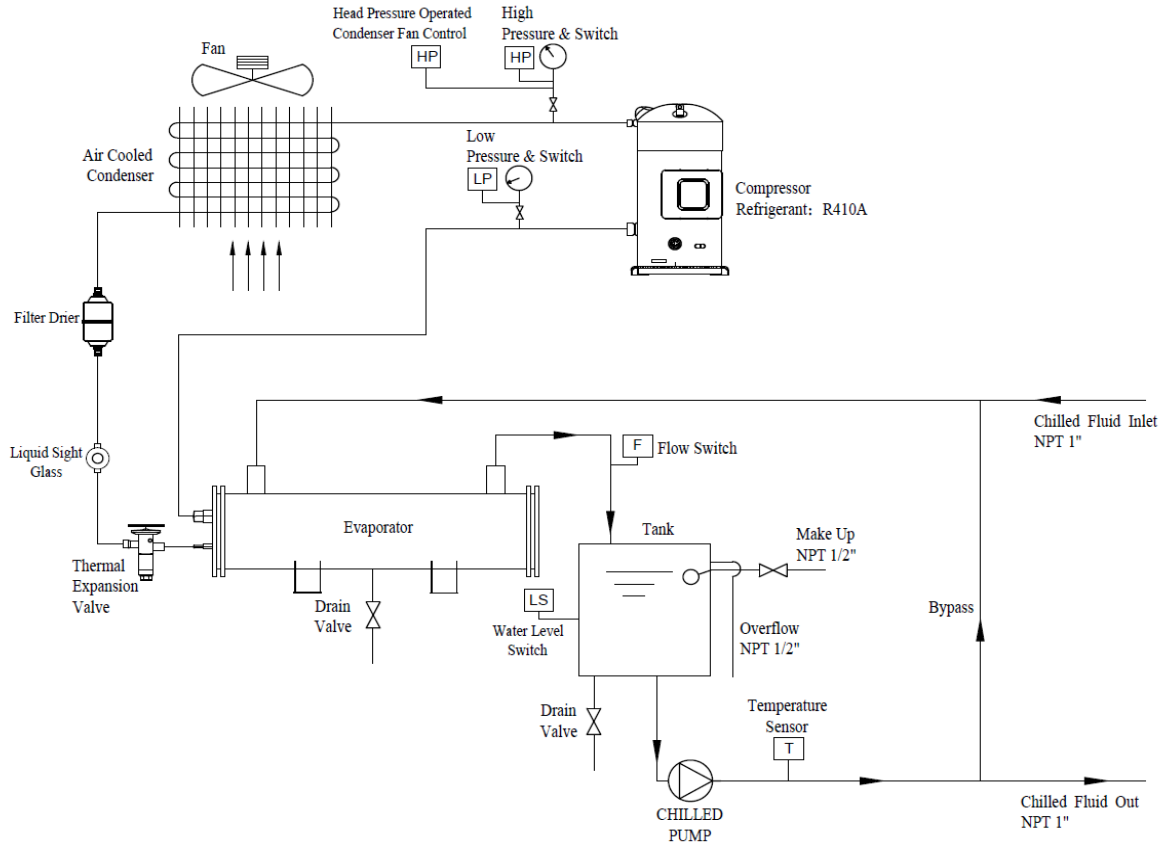 Head Pressure Operated
Condenser Fan Control
HP
High
Pressure & Switch
HP
Fan
Low
Pressure & Switch
LP
Air Cooled
Condenser
Compressor
Refrigerant：R410A
Filter Drier
Chilled Fluid Inlet
NPT 1"
Liquid Sight
Glass
F
Flow Switch
Evaporator
Tank
Make Up
NPT 1/2"
Thermal
Expansion
Valve
Drain
Valve
LS
Water Level
Switch
Overflow
NPT 1/2"
Bypass
Drain
Valve
Temperature
Sensor
T
CHILLED
PUMP
Chilled Fluid Out
NPT 1"